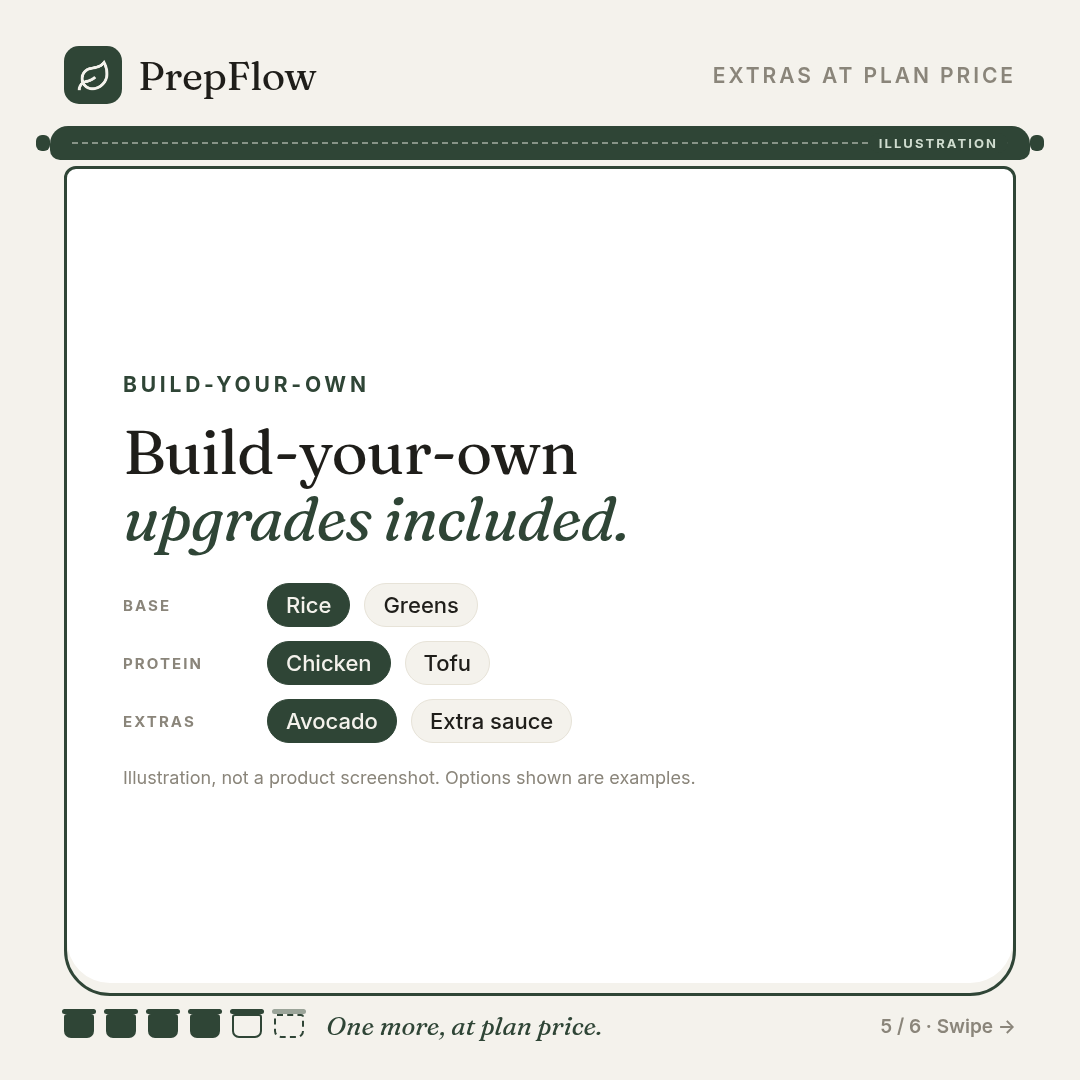 PrepFlow
EXTRAS AT PLAN PRICE
ILLUSTRATION
BUILD-YOUR-OWN
Build-your-own
upgrades included.
BASE Rice Greens
PROTEIN Chicken Tofu
EXTRAS Avocado Extra sauce
Illustration, not a product screenshot. Options shown are examples.
One more, at plan price.
5 / 6 · Swipe →